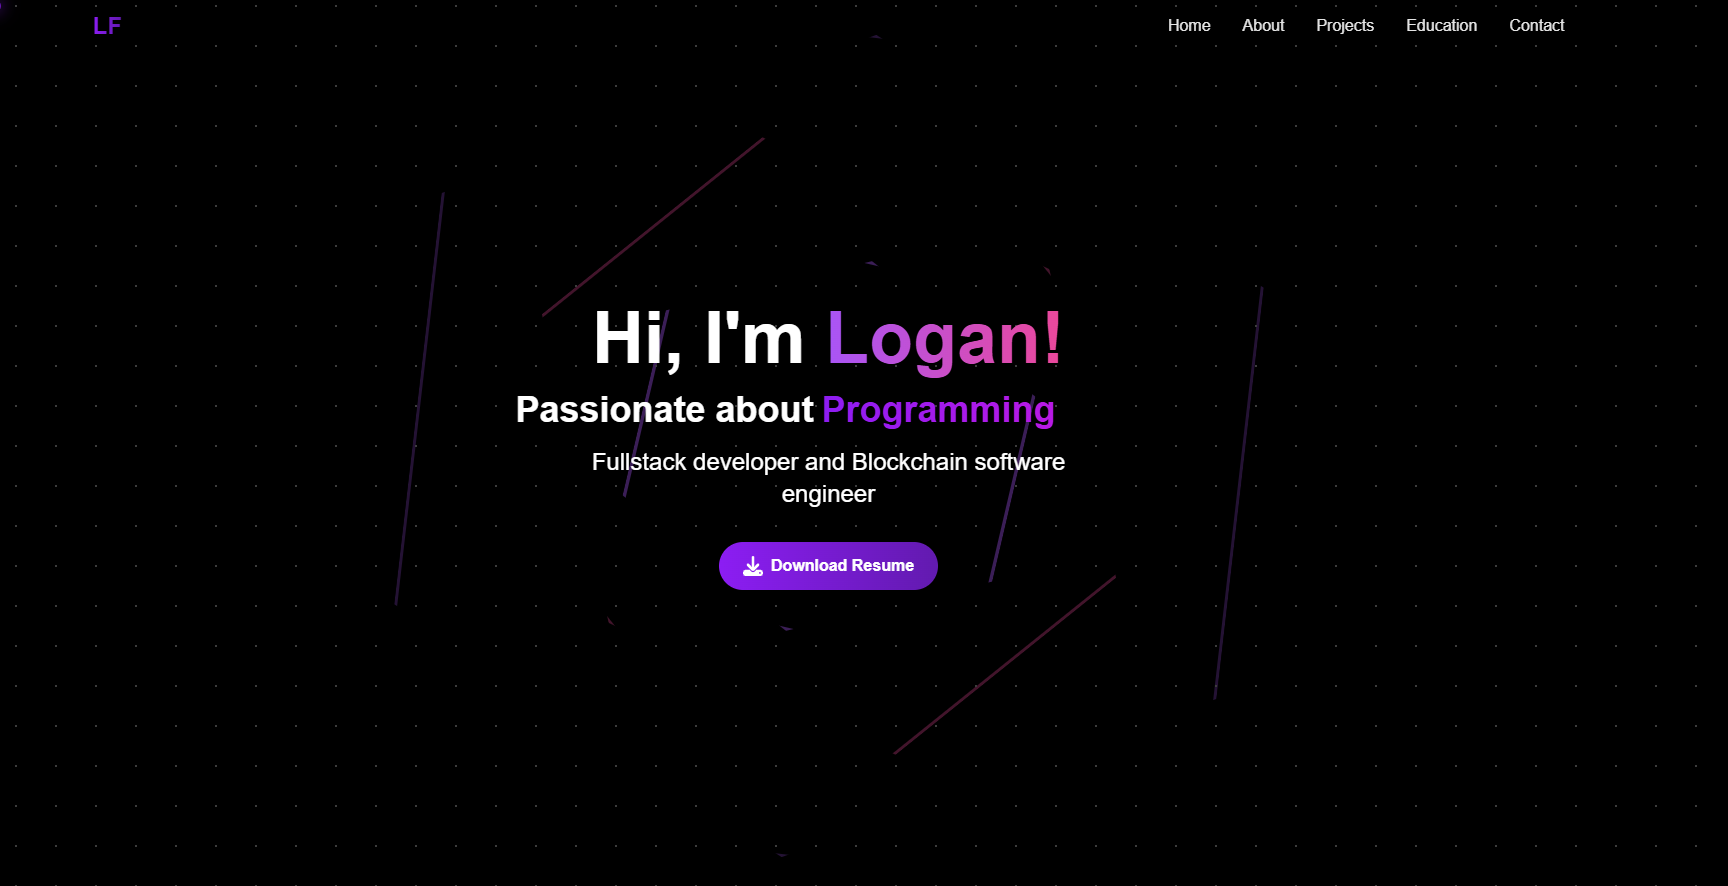 LF
Home About Projects Education Contact
Hi, I'm Logan!
Passionate about Programming
Fullstack developer and Blockchain software
engineer
Download Resume